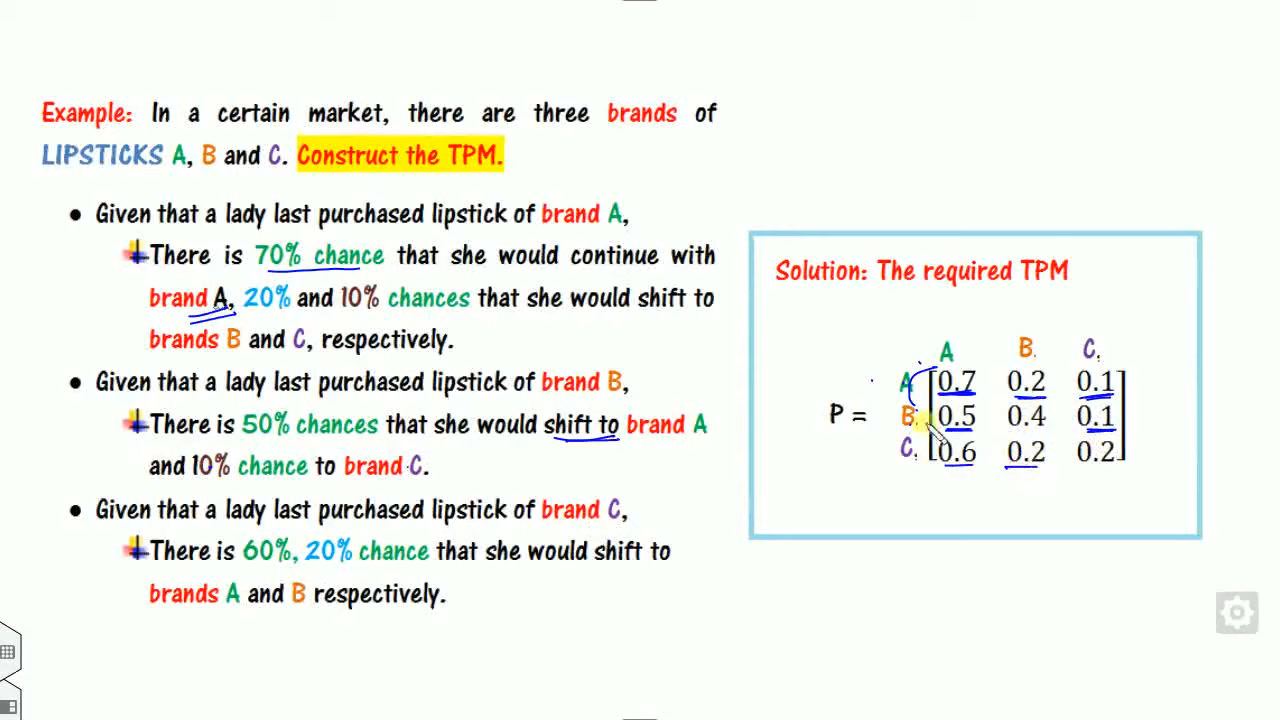 Example: In a certain market, there are three brands of
LIPSTICKS A, B and C. Construct the TPM.
• Given that a lady last purchased lipstick of brand A,
There is 70% chance that she would continue with
brand A, 20% and 10% chances that she would shift to
brands B and C, respectively.
• Given that a lady last purchased lipstick of brand B,
There is 50% chances that she would shift to brand A
and 10% chance to brand C.
• Given that a lady last purchased lipstick of brand C,
There is 60%, 20% chance that she would shift to
brands A and B respectively.
Solution: The required TPM
A B C
A 0.7 0.2 0.1
P = B 0.5 0.4 0.1
C 0.6 0.2 0.2